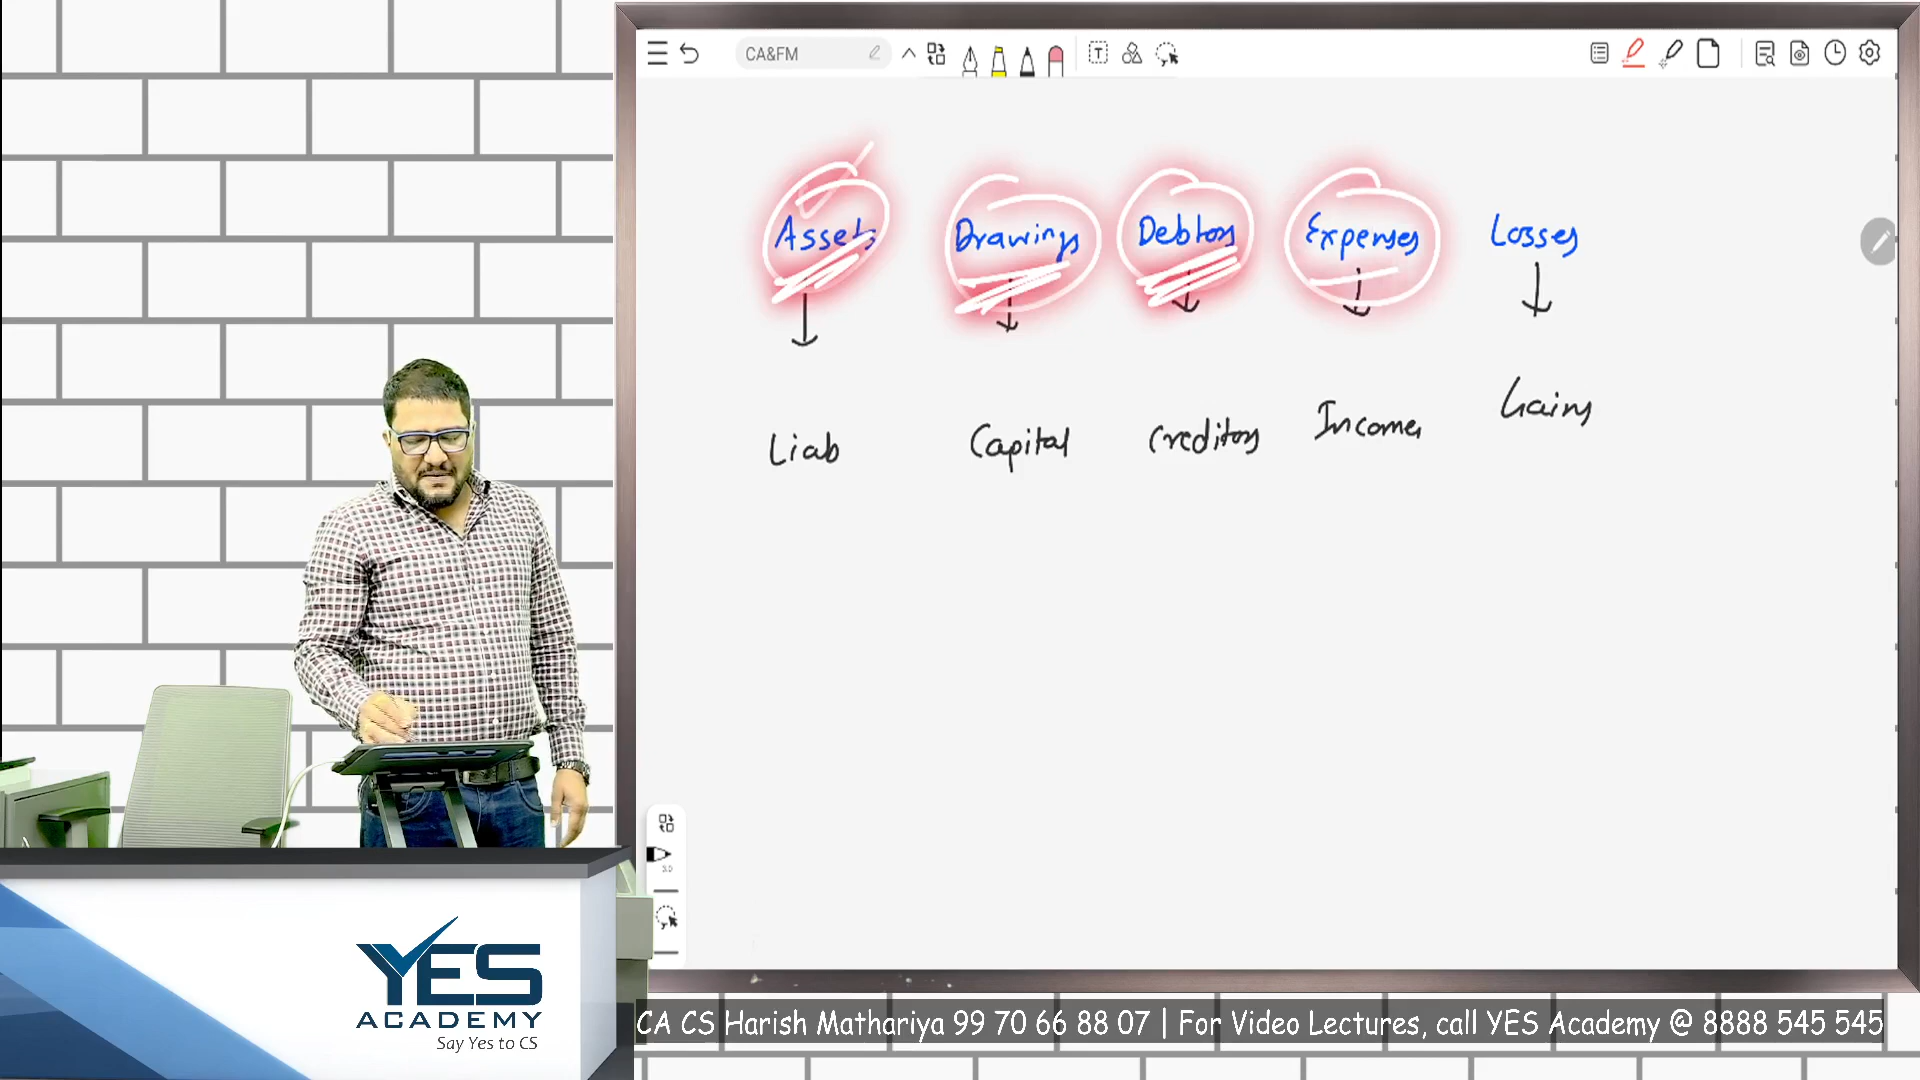 CA&FM
Assets Drawings Debtors Expenses Losses
Liab Capital Creditors Incomes Gains
YES
ACADEMY
Say Yes to CS
CA CS Harish Mathariya 99 70 66 88 07 | For Video Lectures, call YES Academy @ 8888 545 545